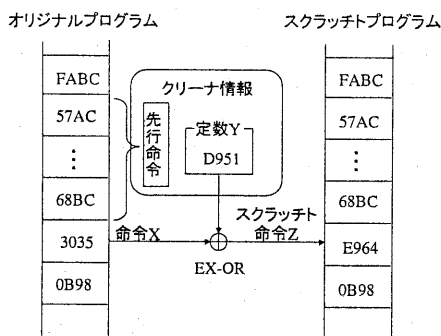 オリジナルプログラム
スクラッチトプログラム
FABC
57AC
⋮
68BC
3035
0B98
クリーナ情報
先行命令
定数Y
D951
命令X
EX-OR
スクラッチト
命令Z
FABC
57AC
⋮
68BC
E964
0B98